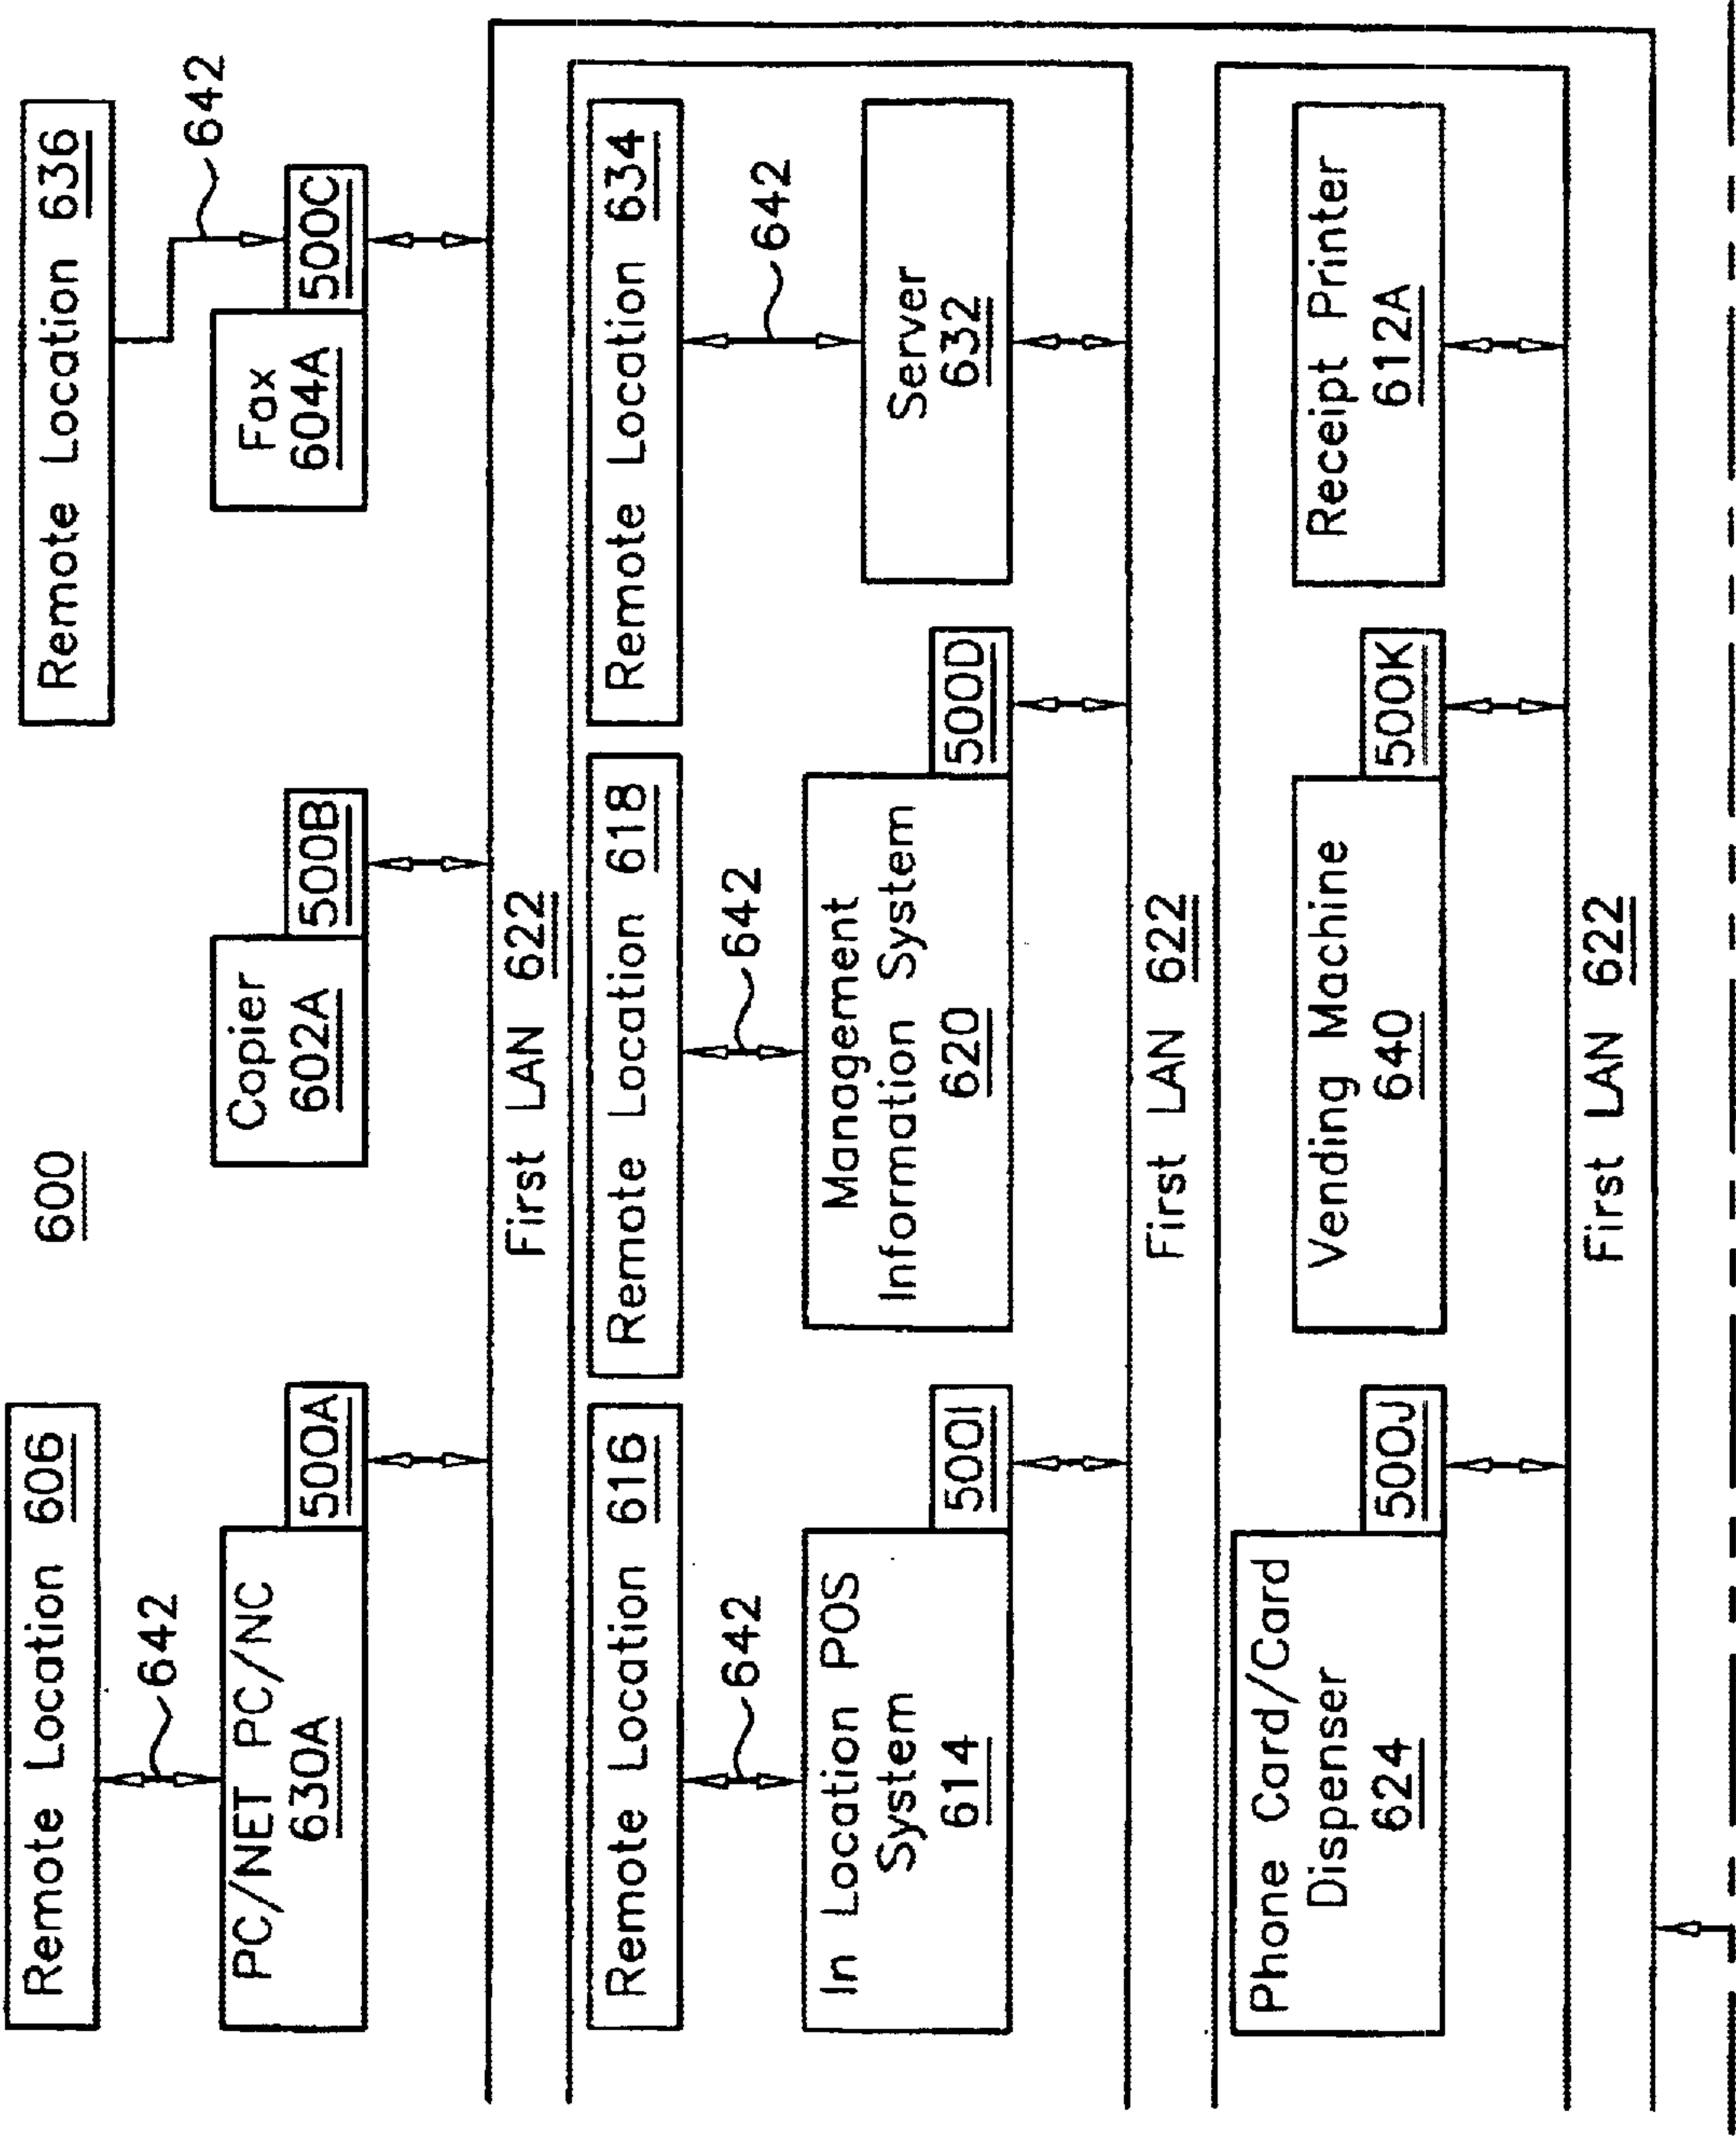 600
Remote Location 606
642
PC/NET PC/NC
630A
500A
Copier
602A
500B
Remote Location 636
642
Fax
604A
500C
First LAN 622
Remote Location 616
642
In Location POS
System
614
500I
Remote Location 618
642
Management
Information System
620
500D
Remote Location 634
642
Server
632
First LAN 622
Phone Card/Card
Dispenser
624
500J
Vending Machine
640
500K
Receipt Printer
612A
First LAN 622